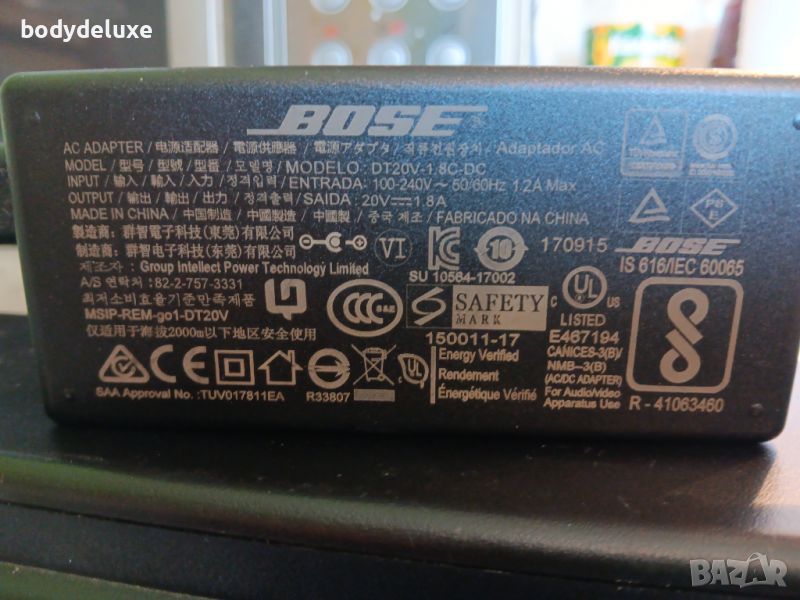 bodydeluxe
BOSE
AC ADAPTER / 电源适配器 / 電源供應器 / 電源アダプタ / 직류전원장치 / Adaptador AC
MODEL / 型号 / 型號 / 型番 / 모델명 / MODELO: DT20V-1.8C-DC
INPUT / 输入 / 輸入 / 入力 / 정격입력 / ENTRADA: 100-240V~ 50/60Hz 1.2A Max
OUTPUT / 输出 / 輸出 / 出力 / 정격출력 / SAIDA: 20V⎓1.8A
MADE IN CHINA / 中国制造 / 中國製造 / 中國製 / 중국 제조 / FABRICADO NA CHINA
製造商: 群智電子科技(東莞)有限公司
制造商: 群智电子科技(东莞)有限公司
제조자: Group Intellect Power Technology Limited
A/S 연락처: 82-2-757-3331
최저소비효율기준만족제품
MSIP-REM-go1-DT20V
仅适用于海拔2000m以下地区安全使用
VI
10
170915
SU 10564-17002
CCC
S&E
SAFETY
MARK
150011-17
Energy Verified
Rendement
Énergétique Vérifié
UL
C US
LISTED
E467194
CAN/CES-3(B)/
NMB-3(B)
(AC/DC ADAPTER)
For Audio/video
Apparatus Use
BOSE
IS 616/IEC 60065
R - 41063460
PS
E
CE
SAA Approval No. :TUV017811EA
R33807
UL
BAZAR